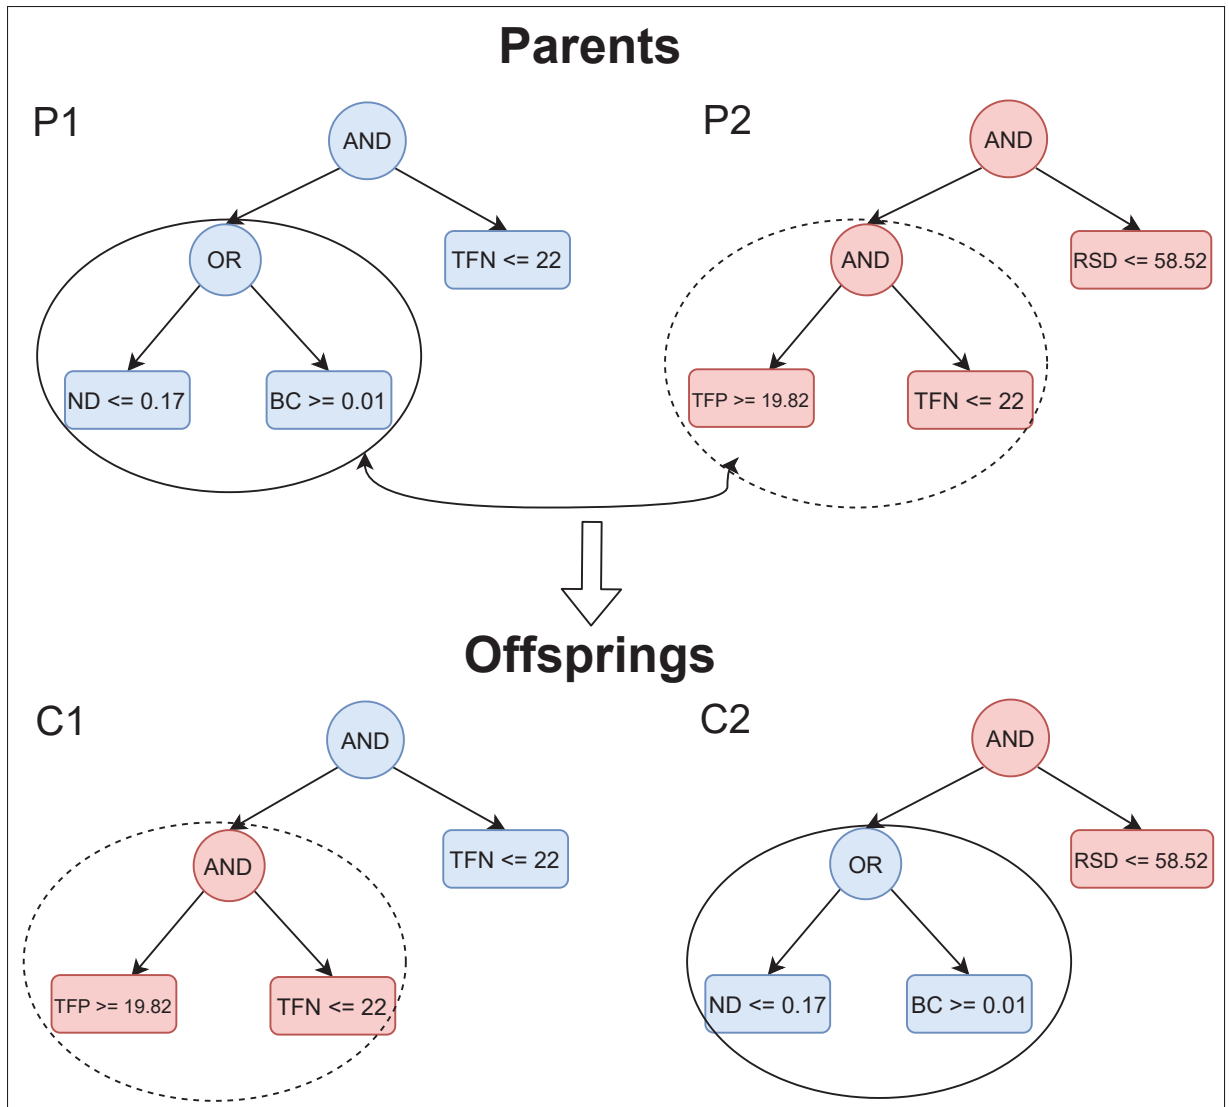 Parents
P1
AND
OR
TFN <= 22
ND <= 0.17
BC >= 0.01
P2
AND
AND
RSD <= 58.52
TFP >= 19.82
TFN <= 22
Offsprings
C1
AND
AND
TFN <= 22
TFP >= 19.82
TFN <= 22
C2
AND
OR
RSD <= 58.52
ND <= 0.17
BC >= 0.01